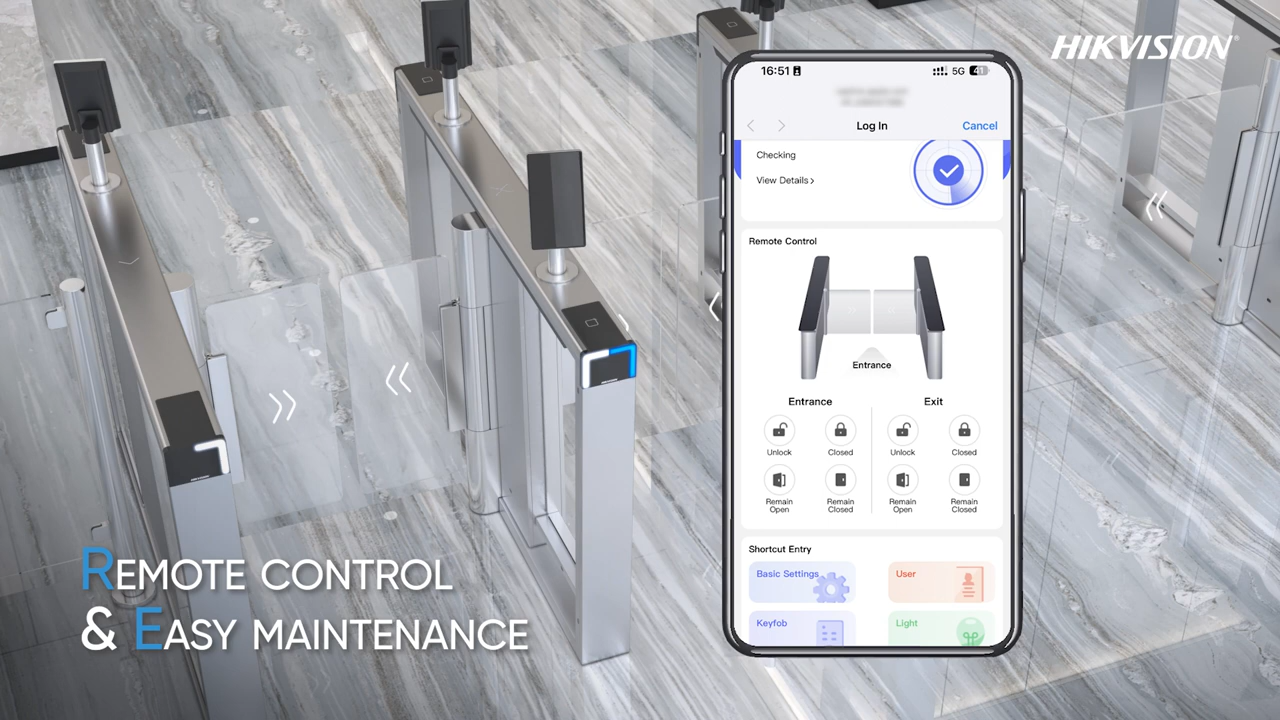 HIKVISION®
16:51
5G 41
Log In
Cancel
Checking
View Details >
Remote Control
Entrance
Entrance
Exit
Unlock
Closed
Unlock
Closed
Remain Open
Remain Closed
Remain Open
Remain Closed
Shortcut Entry
Basic Settings
User
Keyfob
Light
REMOTE CONTROL
& EASY MAINTENANCE